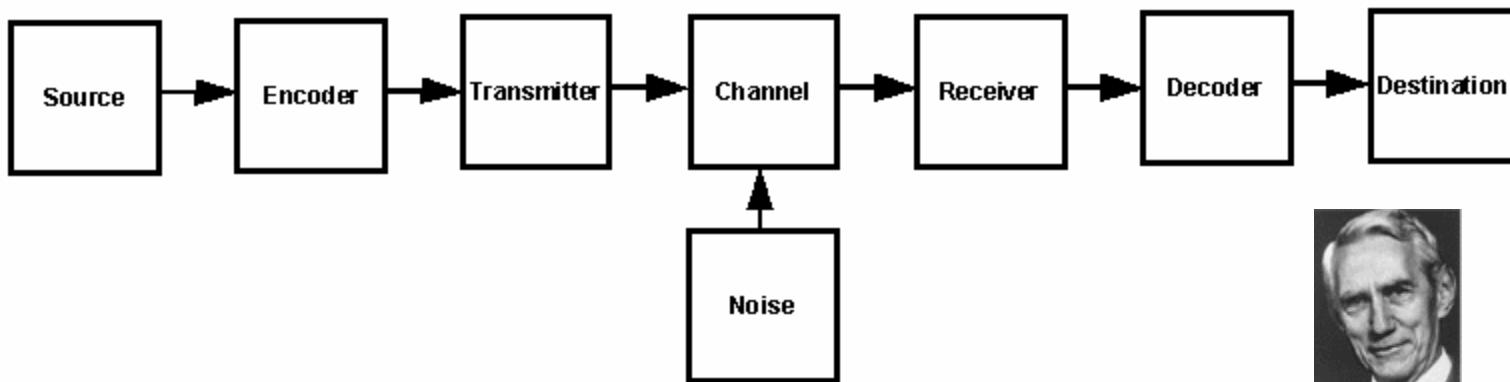 Source
Encoder
Transmitter
Channel
Receiver
Decoder
Destination
Noise